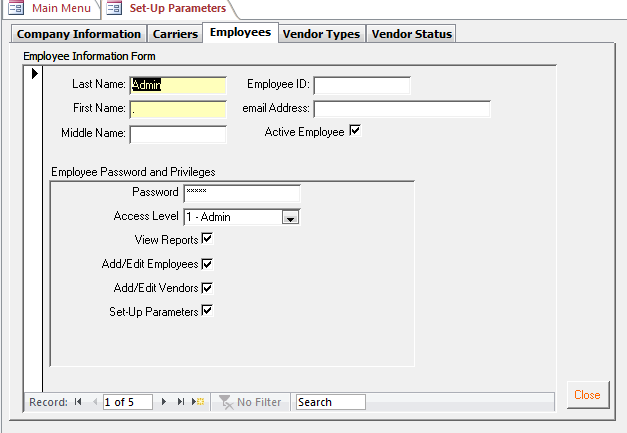 Main Menu Set-Up Parameters
Company Information Carriers Employees Vendor Types Vendor Status
Employee Information Form
Last Name: Admin Employee ID:
First Name: . email Address:
Middle Name: Active Employee
Employee Password and Privileges
Password *****
Access Level 1 - Admin
View Reports
Add/Edit Employees
Add/Edit Vendors
Set-Up Parameters
Close
Record: 1 of 5 No Filter Search